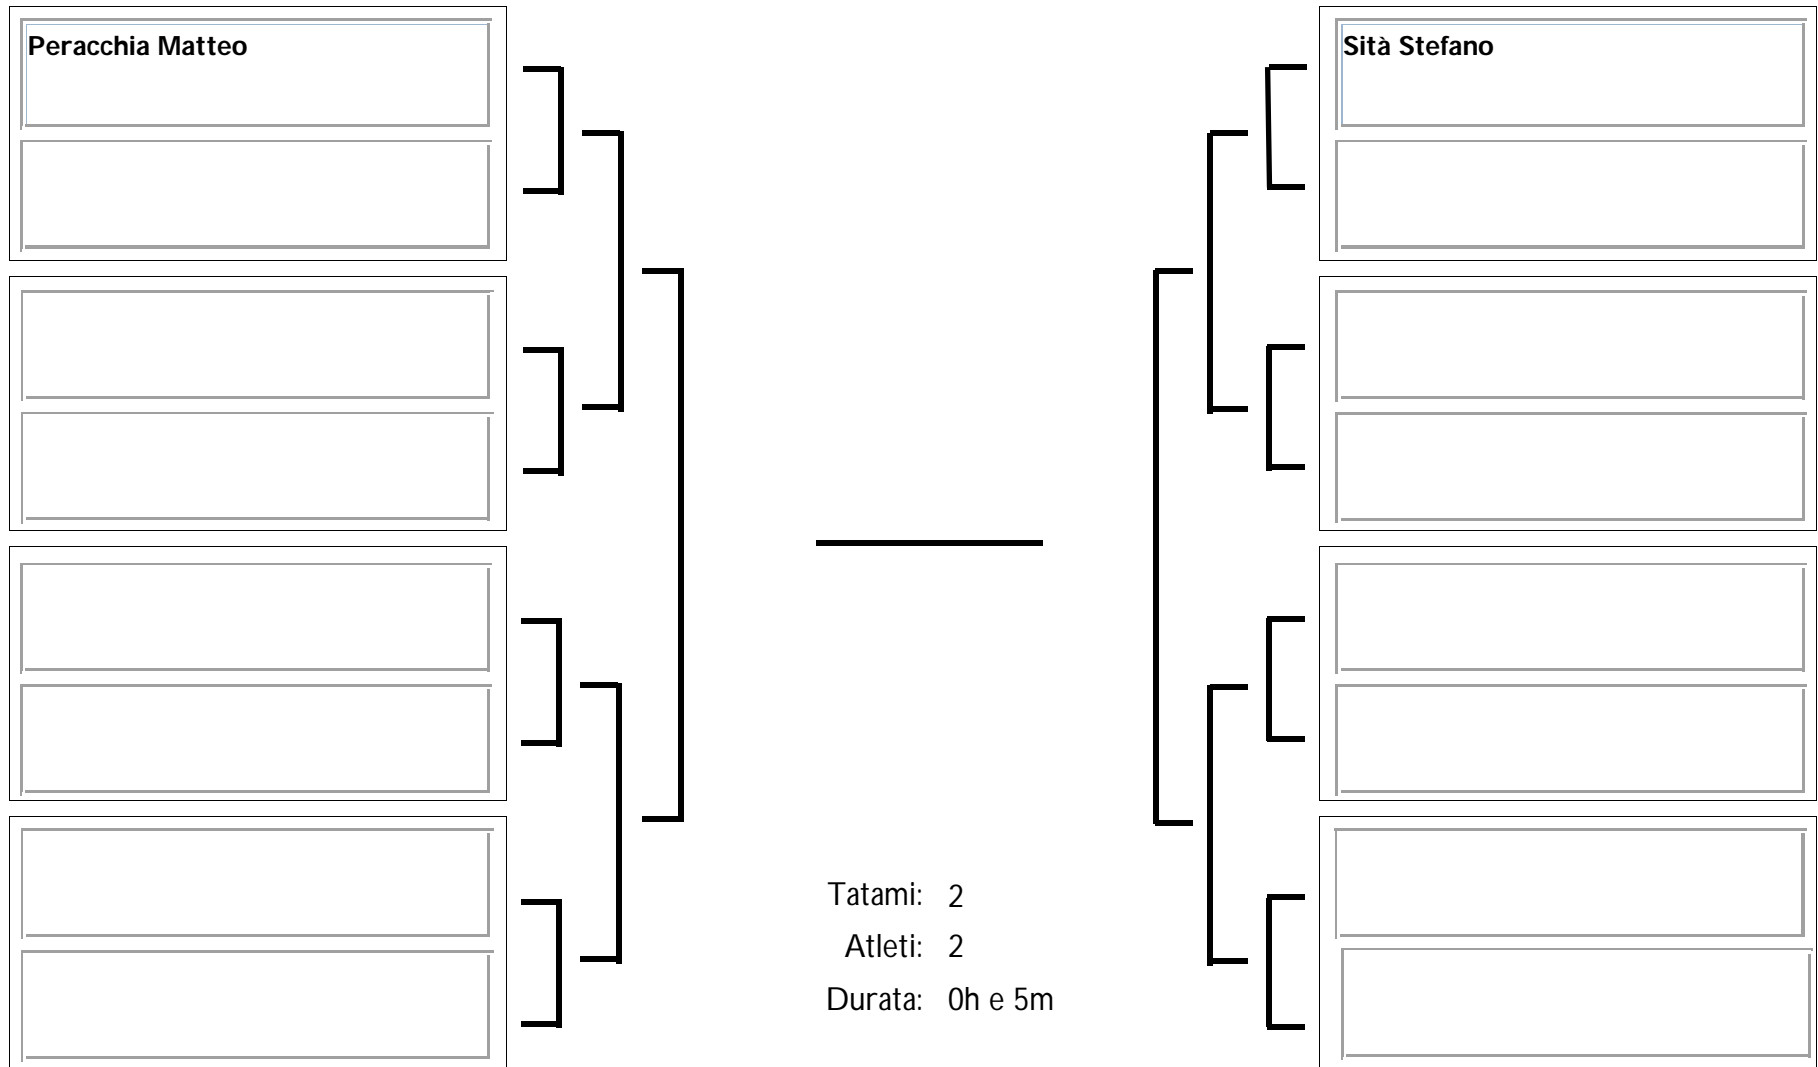 Peracchia Matteo
Sità Stefano
Tatami: 2
Atleti: 2
Durata: 0h e 5m